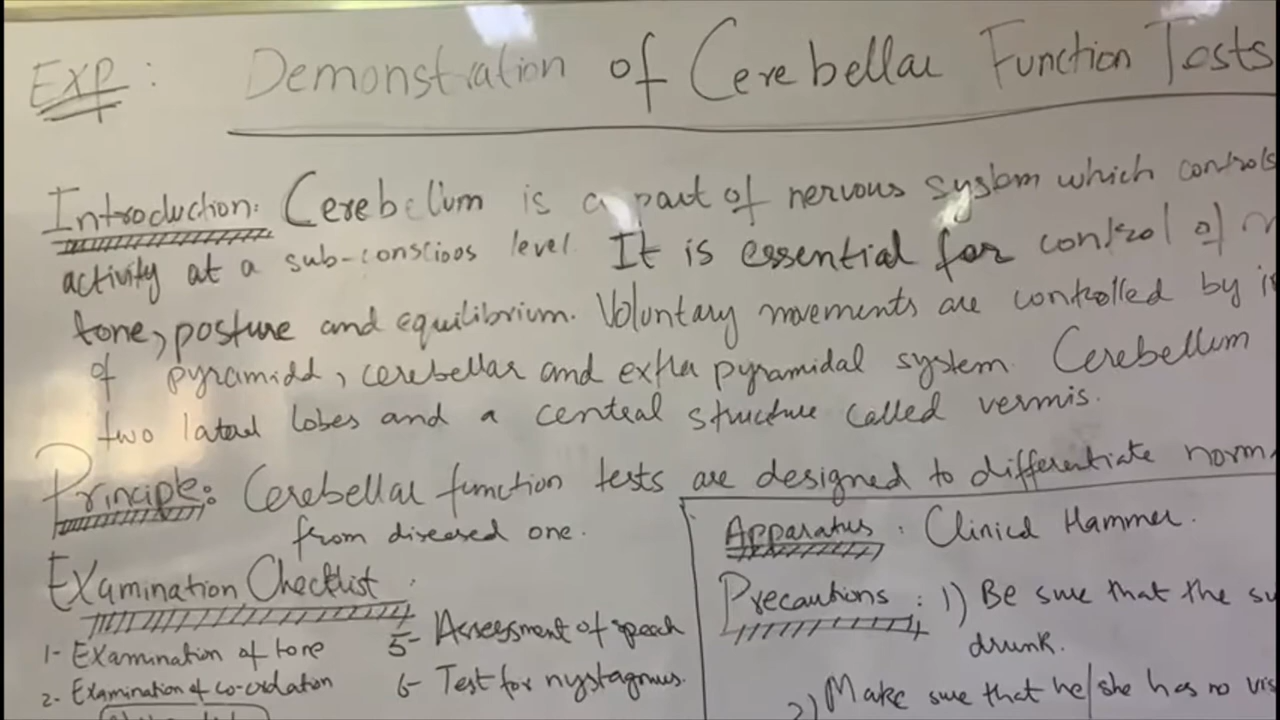 EXP: Demonstration of Cerebellar Function Tests
Introduction: Cerebellum is a part of nervous system which controls
activity at a sub-conscioos level. It is essential for control of
tone, posture and equilibrium. Voluntary movements are controlled by
of pyramidal, cerebellar and extra pyramidal system. Cerebellum
two lateral lobes and a central structure called vermis.
Principle: Cerebellar function tests are designed to differentiate
from diseased one.
Examination Checklist:
1- Examination of tone
2- Examination of co-ordation
5- Assessment of speech
6- Test for nystagmus.
Apparatus: Clinical Hammer.
Precautions: 1) Be sure that the
drunk.
2) Make sure that he/she has no